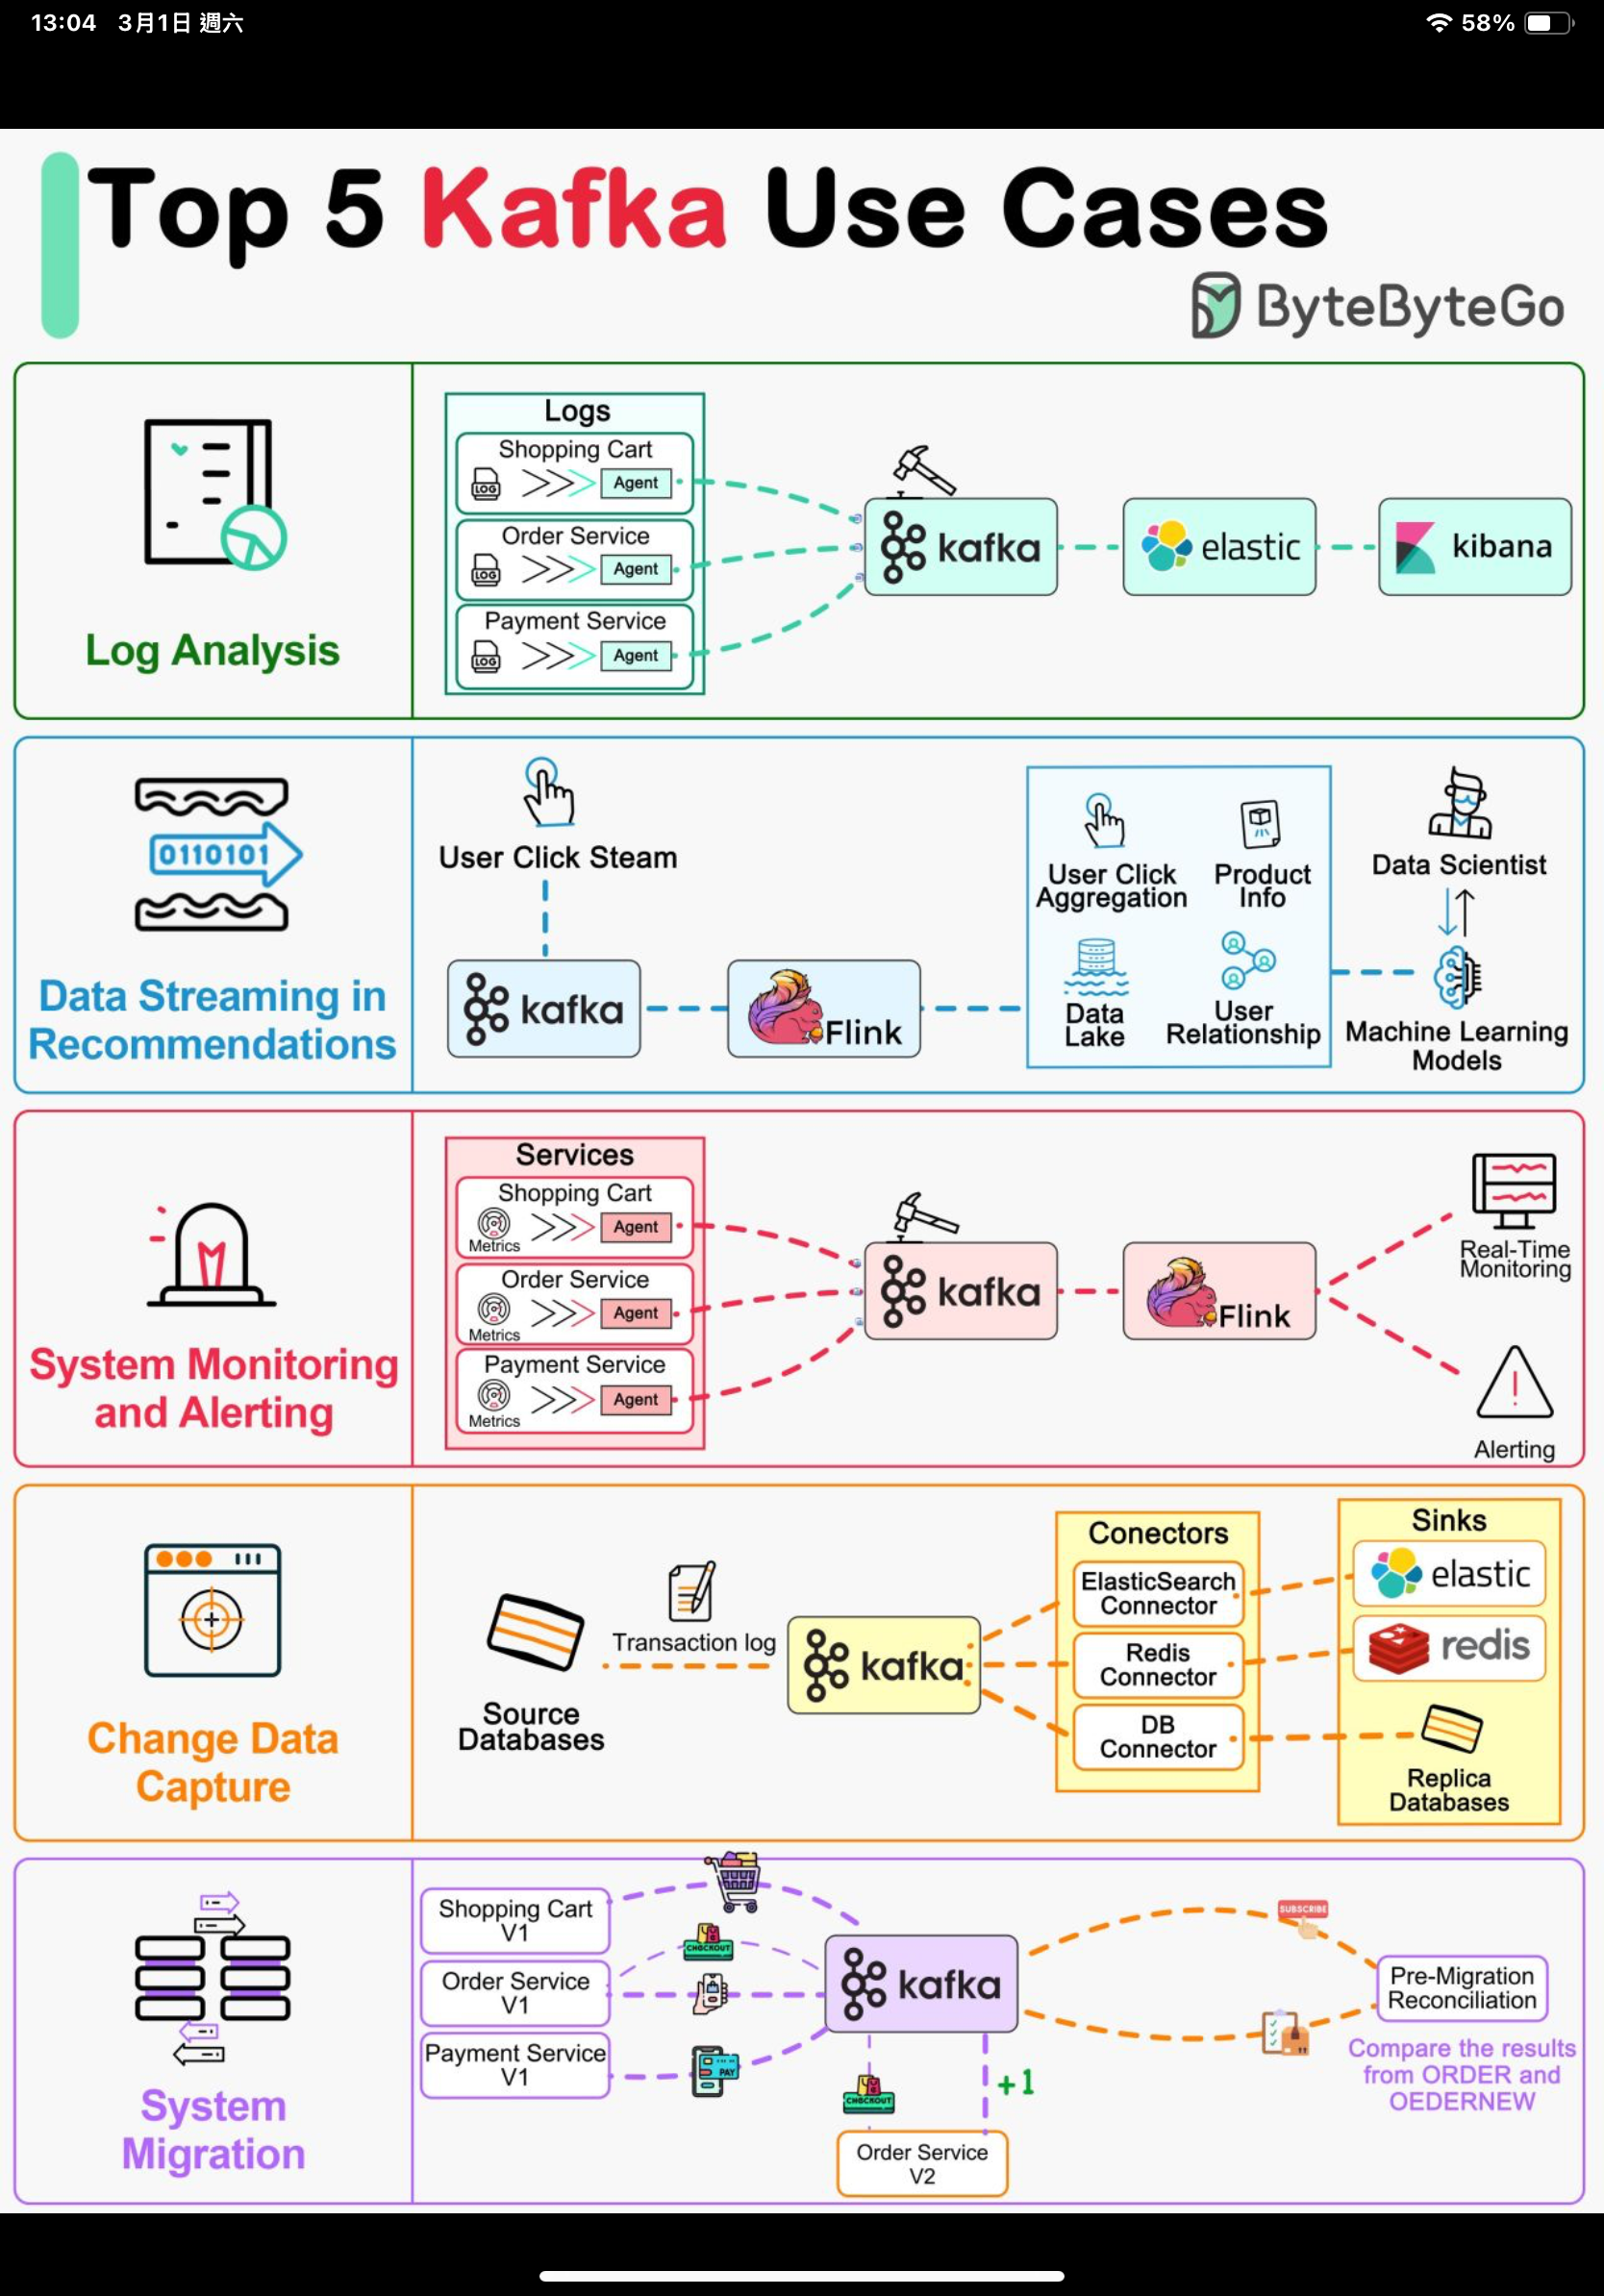 13:04 3月1日 週六
58%
Top 5 Kafka Use Cases
ByteByteGo
Log Analysis
Logs
Shopping Cart
LOG
Agent
Order Service
LOG
Agent
Payment Service
LOG
Agent
kafka
elastic
kibana
0110101
Data Streaming in
Recommendations
User Click Steam
kafka
Flink
User Click
Aggregation
Product
Info
Data
Lake
User
Relationship
Data Scientist
Machine Learning
Models
System Monitoring
and Alerting
Services
Shopping Cart
Metrics
Agent
Order Service
Metrics
Agent
Payment Service
Metrics
Agent
kafka
Flink
Real-Time
Monitoring
Alerting
Change Data
Capture
Source
Databases
Transaction log
kafka
Conectors
ElasticSearch
Connector
Redis
Connector
DB
Connector
Sinks
elastic
redis
Replica
Databases
System
Migration
Shopping Cart
V1
Order Service
V1
Payment Service
V1
CHECKOUT
PAY
kafka
CHECKOUT
+1
Order Service
V2
SUBSCRIBE
Pre-Migration
Reconciliation
Compare the results
from ORDER and
OEDERNEW